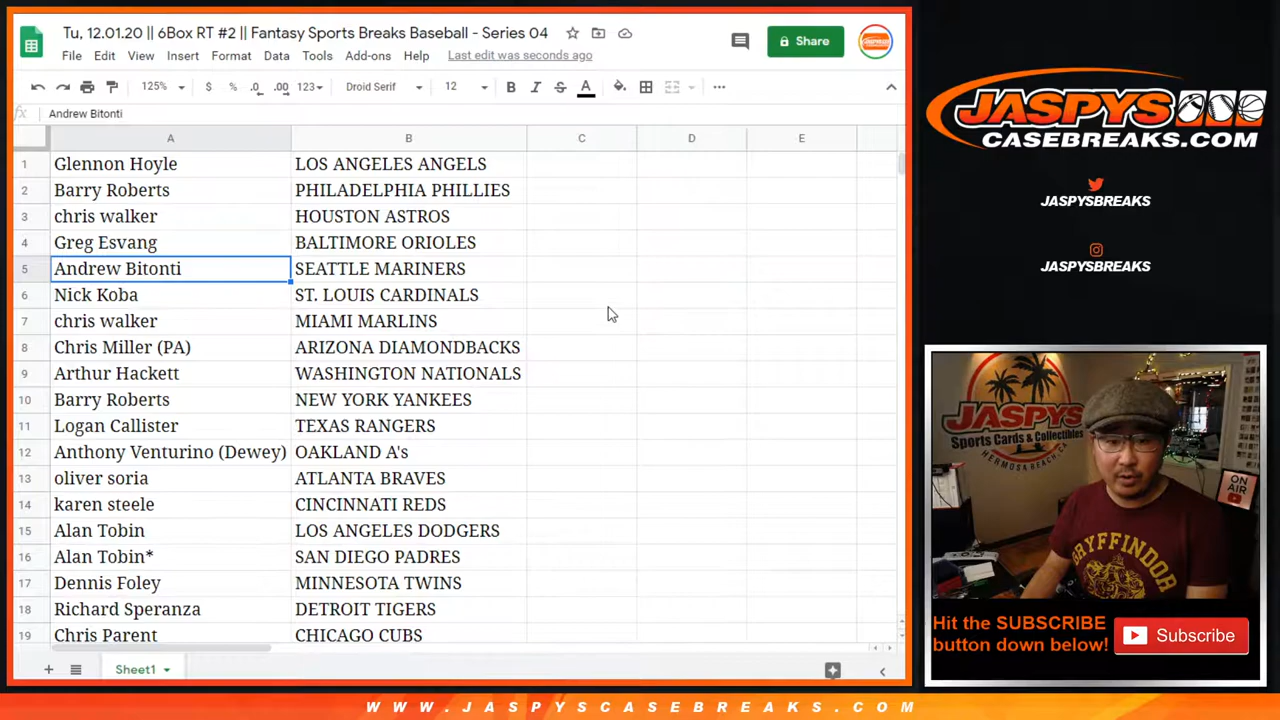 Tu, 12.01.20 || 6Box RT #2 || Fantasy Sports Breaks Baseball - Series 04
File Edit View Insert Format Data Tools Add-ons Help Last edit was seconds ago
Share
125% $ % .0 .00 123 Droid Serif 12 B I S A
fx Andrew Bitonti
A B C D E
1 Glennon Hoyle LOS ANGELES ANGELS
2 Barry Roberts PHILADELPHIA PHILLIES
3 chris walker HOUSTON ASTROS
4 Greg Esvang BALTIMORE ORIOLES
5 Andrew Bitonti SEATTLE MARINERS
6 Nick Koba ST. LOUIS CARDINALS
7 chris walker MIAMI MARLINS
8 Chris Miller (PA) ARIZONA DIAMONDBACKS
9 Arthur Hackett WASHINGTON NATIONALS
10 Barry Roberts NEW YORK YANKEES
11 Logan Callister TEXAS RANGERS
12 Anthony Venturino (Dewey) OAKLAND A's
13 oliver soria ATLANTA BRAVES
14 karen steele CINCINNATI REDS
15 Alan Tobin LOS ANGELES DODGERS
16 Alan Tobin* SAN DIEGO PADRES
17 Dennis Foley MINNESOTA TWINS
18 Richard Speranza DETROIT TIGERS
19 Chris Parent CHICAGO CUBS
Sheet1
JASPYS
CASEBREAKS.COM
JASPYSBREAKS
JASPYSBREAKS
JASPYS
Sports Cards & Collectibles
HERMOSA BEACH, CA
ON AIR
GRYFFINDOR
Hit the SUBSCRIBE
button down below!
Subscribe
WWW.JASPYSCASEBREAKS.COM